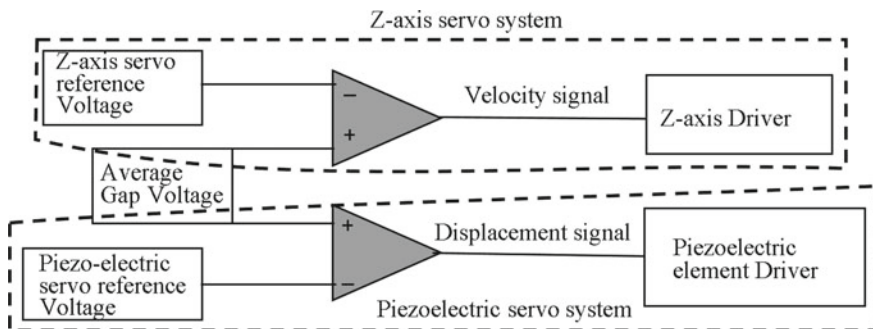 Z-axis servo system
Z-axis servo
reference
Voltage
−
+
Velocity signal
Z-axis Driver
Average
Gap Voltage
+
−
Displacement signal
Piezoelectric
element Driver
Piezo-electric
servo reference
Voltage
Piezoelectric servo system